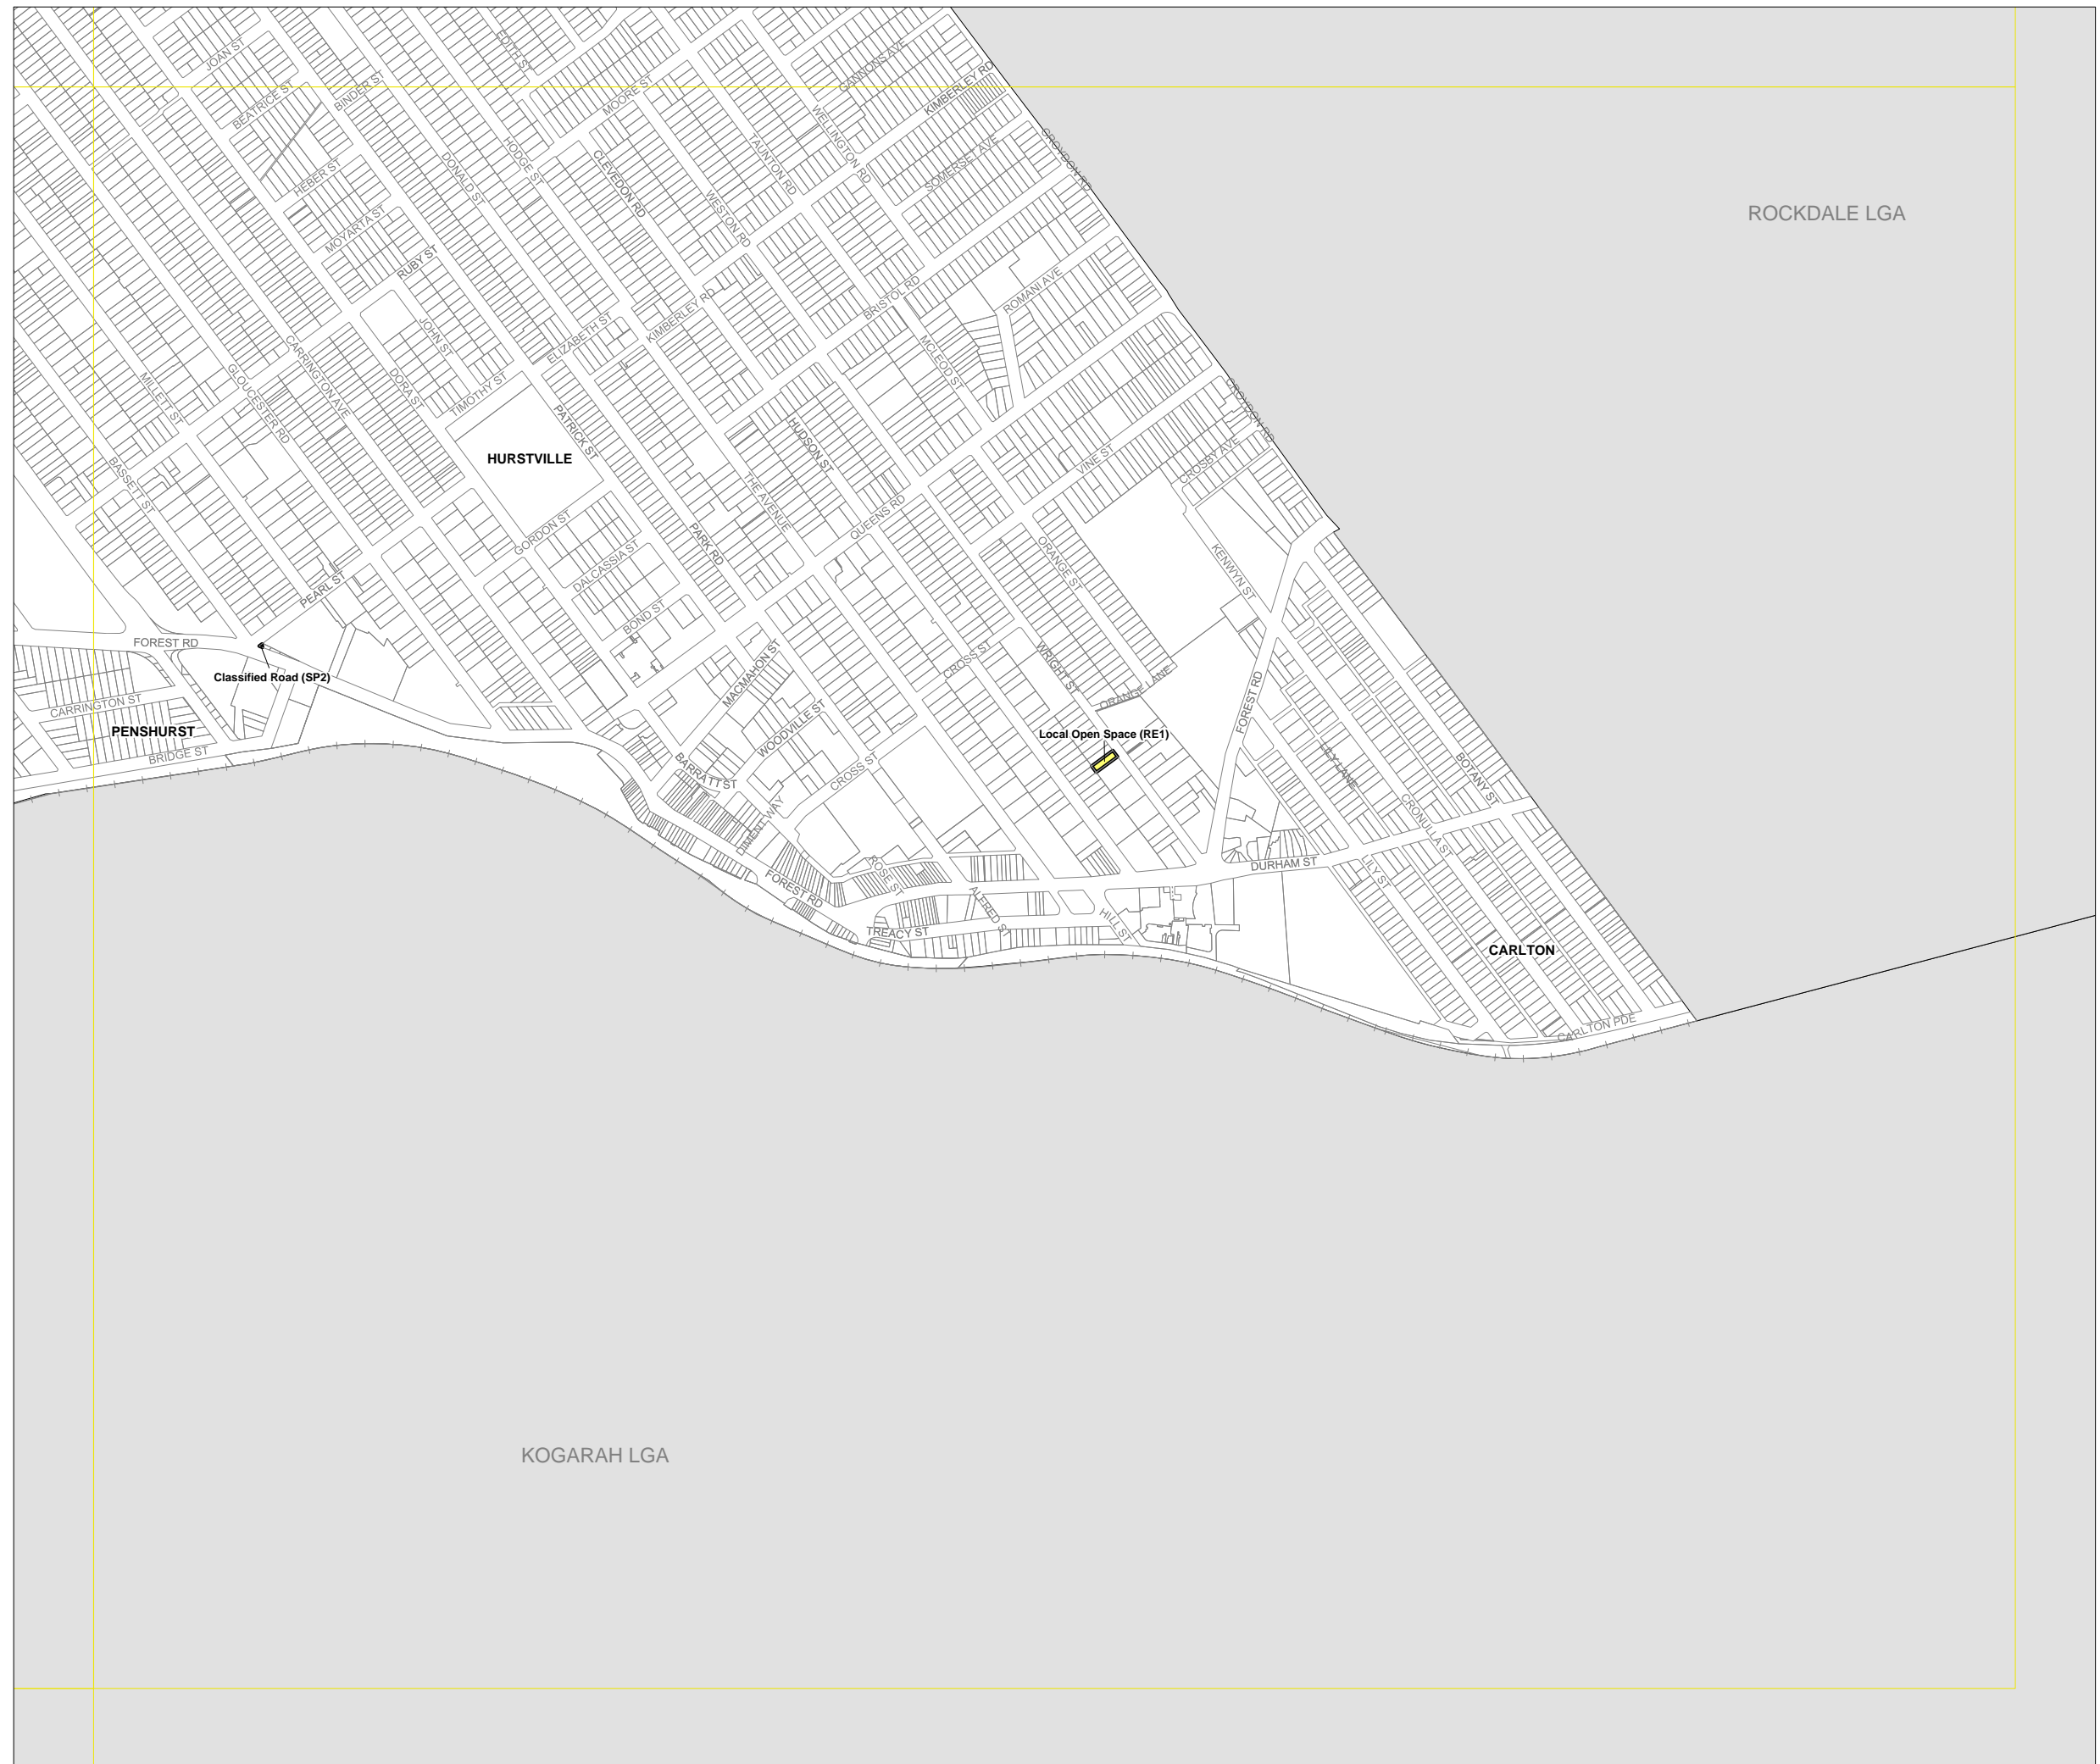 JOAN ST
EDITH ST
GANNONS AVE
BEATRICE ST
BINDER ST
MOORE ST
KIMBERLEY RD
WELLINGTON RD
CROYDON RD
HEBER ST
DONALD ST
HODGE ST
CLEVEDON RD
TAUNTON RD
SOMERSET AVE
MOYARTA ST
WESTON RD
ROCKDALE LGA
RUBY ST
JOHN ST
ELIZABETH ST
KIMBERLEY RD
BRISTOL RD
ROMANI AVE
MILLETT ST
GLOUCESTER RD
CARRINGTON AVE
DORA ST
TIMOTHY ST
PATRICK ST
MCLEOD ST
CROYDON RD
HURSTVILLE
HUDSON ST
VINE ST
CROSBY AVE
BASSETT ST
THE AVENUE
QUEENS RD
GORDON ST
PARK RD
DALCASSIA ST
ORANGE ST
KENWYN ST
PEARL ST
BOND ST
FOREST RD
Classified Road (SP2)
MACMAHON ST
CROSS ST
WRIGHT ST
ORANGE LANE
FOREST RD
CARRINGTON ST
PENSHURST
BRIDGE ST
WOODVILLE ST
Local Open Space (RE1)
BARRATT ST
CROSS ST
LILY LANE
BOTANY ST
DIMENT WAY
CRONULLA ST
FOREST RD
ROSE ST
DURHAM ST
LILY ST
ALFRED ST
HILL ST
TREACY ST
CARLTON
CARLTON PDE
KOGARAH LGA